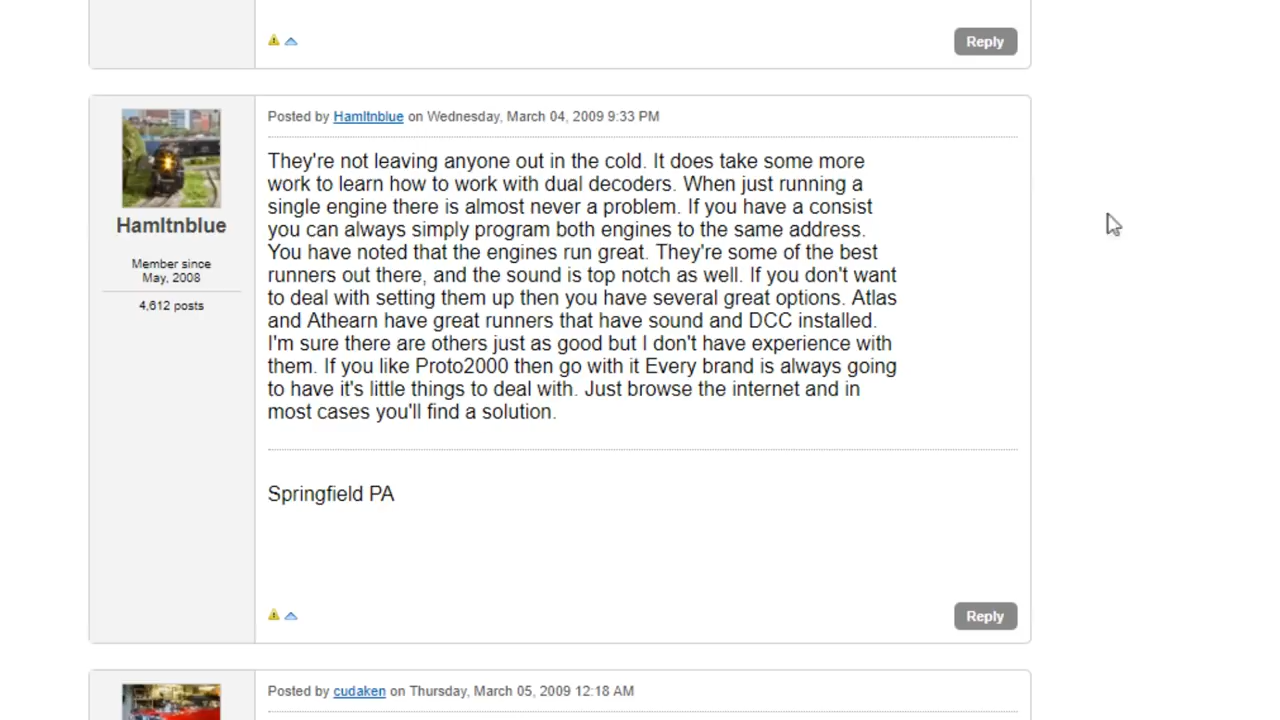 Reply
Posted by Hamltnblue on Wednesday, March 04, 2009 9:33 PM
Hamltnblue
Member since
May, 2008
4,612 posts
They're not leaving anyone out in the cold. It does take some more
work to learn how to work with dual decoders. When just running a
single engine there is almost never a problem. If you have a consist
you can always simply program both engines to the same address.
You have noted that the engines run great. They're some of the best
runners out there, and the sound is top notch as well. If you don't want
to deal with setting them up then you have several great options. Atlas
and Athearn have great runners that have sound and DCC installed.
I'm sure there are others just as good but I don't have experience with
them. If you like Proto2000 then go with it Every brand is always going
to have it's little things to deal with. Just browse the internet and in
most cases you'll find a solution.
Springfield PA
Reply
Posted by cudaken on Thursday, March 05, 2009 12:18 AM